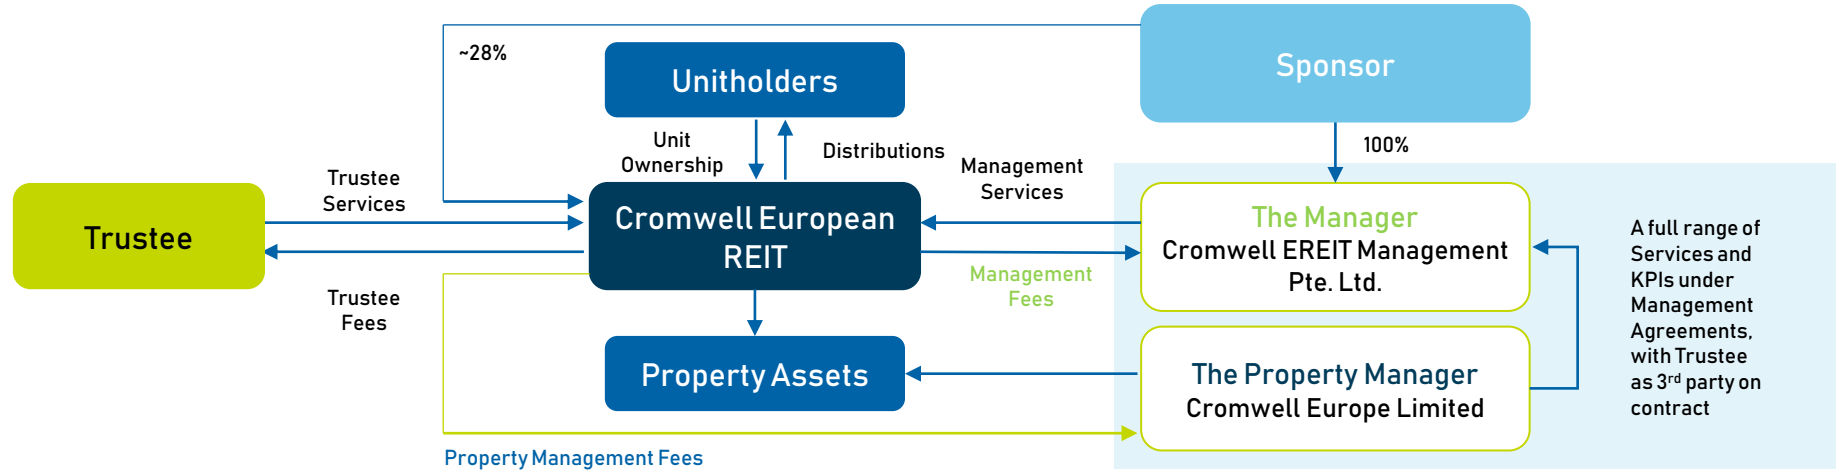 ~28%
Unitholders
Sponsor
Unit
Ownership
Distributions
100%
Management
Services
Trustee
Services
Trustee
Cromwell European
REIT
The Manager
Cromwell EREIT Management
Pte. Ltd.
A full range of
Services and
KPIs under
Management
Agreements,
with Trustee
as 3rd party on
contract
Management
Fees
Trustee
Fees
Property Assets
The Property Manager
Cromwell Europe Limited
Property Management Fees